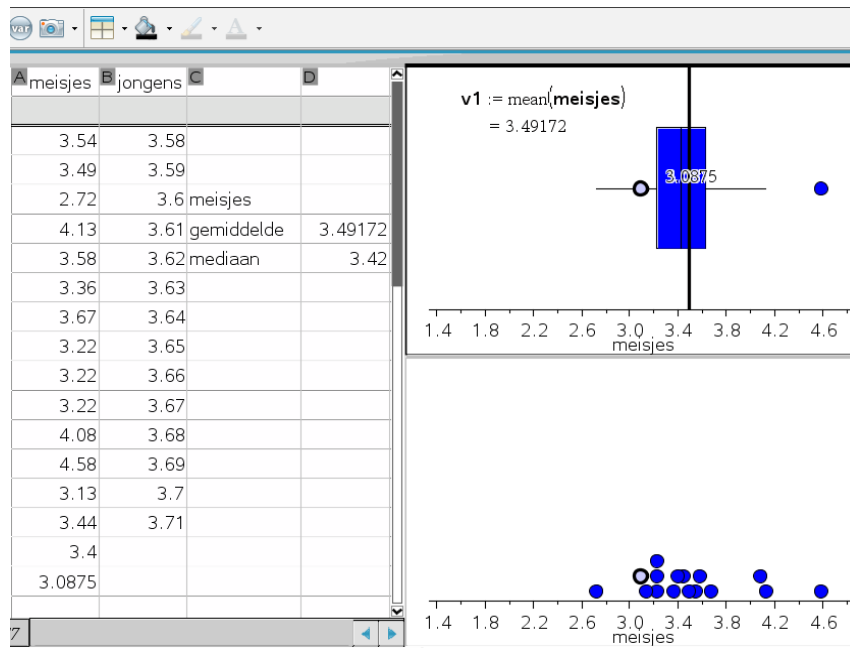 var A
A meisjes B jongens C D
3.54 3.58
3.49 3.59
2.72 3.6 meisjes
4.13 3.61 gemiddelde 3.49172
3.58 3.62 mediaan 3.42
3.36 3.63
3.67 3.64
3.22 3.65
3.22 3.66
3.22 3.67
4.08 3.68
4.58 3.69
3.13 3.7
3.44 3.71
3.4
3.0875
v1 := mean(meisjes)
= 3.49172
3.0875
1.4 1.8 2.2 2.6 3.0 3.4 3.8 4.2 4.6
meisjes
1.4 1.8 2.2 2.6 3.0 3.4 3.8 4.2 4.6
meisjes